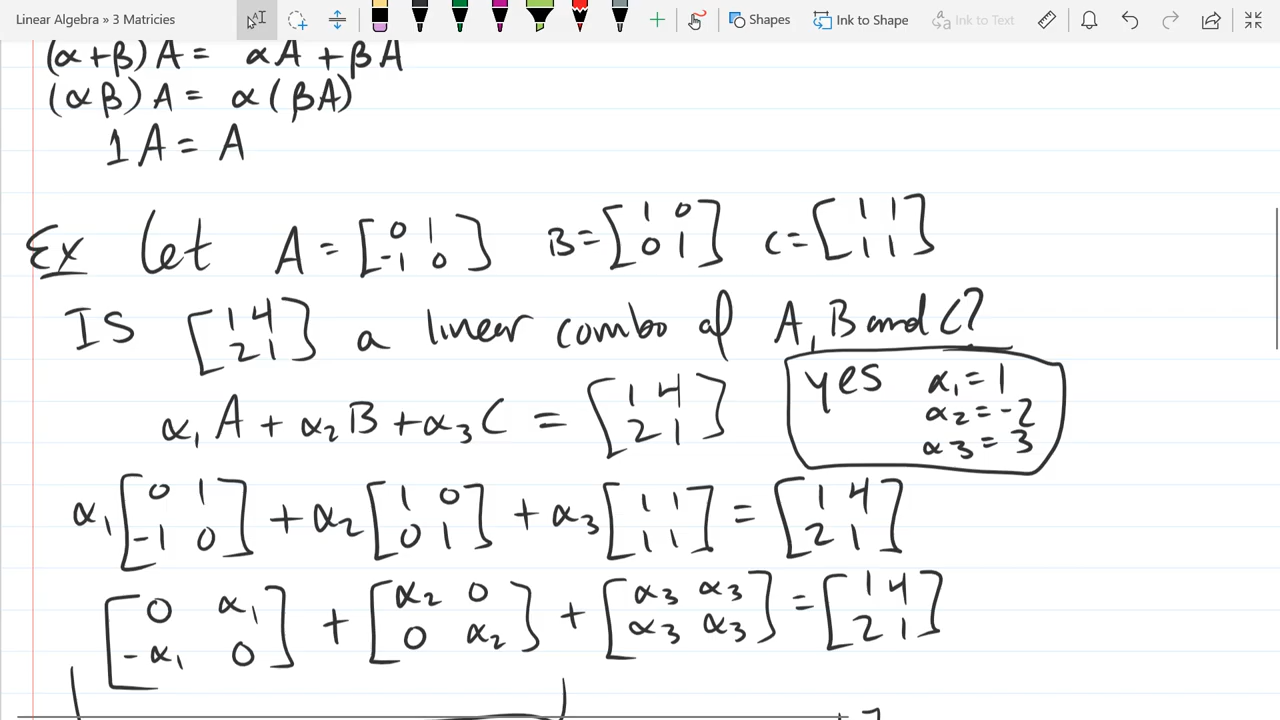 Linear Algebra » 3 Matricies
Shapes
Ink to Shape
Ink to Text
(α+β)A = αA + βA
(αβ)A = α(βA)
1A = A
Ex let A = [0 1; -1 0] B = [1 0; 0 1] C = [1 1; 1 1]
Is [1 4; 2 1] a linear combo of A, B and C?
α₁A + α₂B + α₃C = [1 4; 2 1]
yes α₁ = 1
α₂ = -2
α₃ = 3
α₁[0 1; -1 0] + α₂[1 0; 0 1] + α₃[1 1; 1 1] = [1 4; 2 1]
[0 α₁; -α₁ 0] + [α₂ 0; 0 α₂] + [α₃ α₃; α₃ α₃] = [1 4; 2 1]